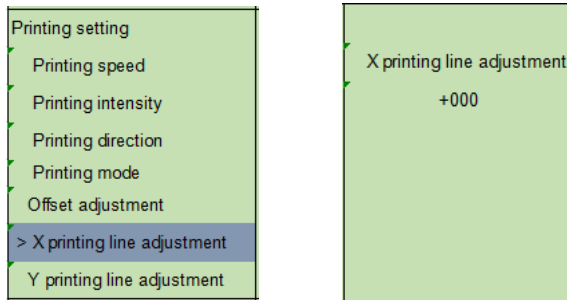 Printing setting
Printing speed
Printing intensity
Printing direction
Printing mode
Offset adjustment
> X printing line adjustment
Y printing line adjustment
X printing line adjustment
+000